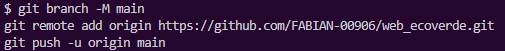 $ git branch -M main
git remote add origin https://github.com/FABIAN-00906/web_ecoverde.git
git push -u origin main